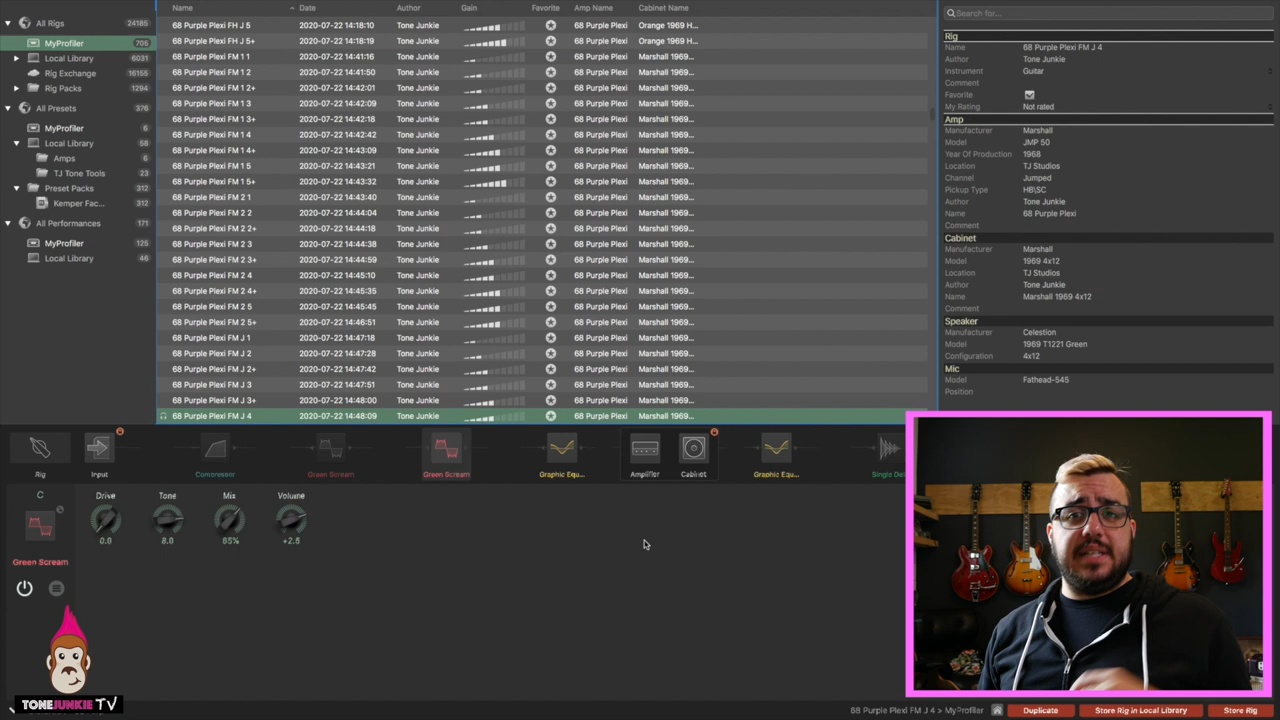 Name Date Author Gain Favorite Amp Name Cabinet Name
All Rigs 24185
MyProfiler 705
Local Library 6031
Rig Exchange 16155
Rig Packs 1294
All Presets 376
MyProfiler 6
Local Library 58
Amps 6
TJ Tone Tools 23
Preset Packs 312
Kemper Fac... 312
All Performances 171
MyProfiler 125
Local Library 46
68 Purple Plexi FH J 5 2020-07-22 14:18:10 Tone Junkie 68 Purple Plexi Orange 1969 H...
68 Purple Plexi FH J 5+ 2020-07-22 14:18:19 Tone Junkie 68 Purple Plexi Orange 1969 H...
68 Purple Plexi FM 1 1 2020-07-22 14:41:16 Tone Junkie 68 Purple Plexi Marshall 1969...
68 Purple Plexi FM 1 2 2020-07-22 14:41:50 Tone Junkie 68 Purple Plexi Marshall 1969...
68 Purple Plexi FM 1 2+ 2020-07-22 14:42:01 Tone Junkie 68 Purple Plexi Marshall 1969...
68 Purple Plexi FM 1 3 2020-07-22 14:42:09 Tone Junkie 68 Purple Plexi Marshall 1969...
68 Purple Plexi FM 1 3+ 2020-07-22 14:42:18 Tone Junkie 68 Purple Plexi Marshall 1969...
68 Purple Plexi FM 1 4 2020-07-22 14:42:42 Tone Junkie 68 Purple Plexi Marshall 1969...
68 Purple Plexi FM 1 4+ 2020-07-22 14:43:09 Tone Junkie 68 Purple Plexi Marshall 1969...
68 Purple Plexi FM 1 5 2020-07-22 14:43:21 Tone Junkie 68 Purple Plexi Marshall 1969...
68 Purple Plexi FM 1 5+ 2020-07-22 14:43:32 Tone Junkie 68 Purple Plexi Marshall 1969...
68 Purple Plexi FM 2 1 2020-07-22 14:43:40 Tone Junkie 68 Purple Plexi Marshall 1969...
68 Purple Plexi FM 2 2 2020-07-22 14:44:04 Tone Junkie 68 Purple Plexi Marshall 1969...
68 Purple Plexi FM 2 2+ 2020-07-22 14:44:18 Tone Junkie 68 Purple Plexi Marshall 1969...
68 Purple Plexi FM 2 3 2020-07-22 14:44:38 Tone Junkie 68 Purple Plexi Marshall 1969...
68 Purple Plexi FM 2 3+ 2020-07-22 14:44:59 Tone Junkie 68 Purple Plexi Marshall 1969...
68 Purple Plexi FM 2 4 2020-07-22 14:45:10 Tone Junkie 68 Purple Plexi Marshall 1969...
68 Purple Plexi FM 2 4+ 2020-07-22 14:45:35 Tone Junkie 68 Purple Plexi Marshall 1969...
68 Purple Plexi FM 2 5 2020-07-22 14:45:45 Tone Junkie 68 Purple Plexi Marshall 1969...
68 Purple Plexi FM 2 5+ 2020-07-22 14:46:51 Tone Junkie 68 Purple Plexi Marshall 1969...
68 Purple Plexi FM J 1 2020-07-22 14:47:18 Tone Junkie 68 Purple Plexi Marshall 1969...
68 Purple Plexi FM J 2 2020-07-22 14:47:28 Tone Junkie 68 Purple Plexi Marshall 1969...
68 Purple Plexi FM J 2+ 2020-07-22 14:47:42 Tone Junkie 68 Purple Plexi Marshall 1969...
68 Purple Plexi FM J 3 2020-07-22 14:47:51 Tone Junkie 68 Purple Plexi Marshall 1969...
68 Purple Plexi FM J 3+ 2020-07-22 14:48:00 Tone Junkie 68 Purple Plexi Marshall 1969...
68 Purple Plexi FM J 4 2020-07-22 14:48:09 Tone Junkie 68 Purple Plexi Marshall 1969...
Search for...
Rig
Name 68 Purple Plexi FM J 4
Author Tone Junkie
Instrument Guitar
Comment
Favorite
My Rating Not rated
Amp
Manufacturer Marshall
Model JMP 50
Year Of Production 1968
Location TJ Studios
Channel Jumped
Pickup Type HB\SC
Author Tone Junkie
Name 68 Purple Plexi
Comment
Cabinet
Manufacturer Marshall
Model 1969 4x12
Location TJ Studios
Author Tone Junkie
Name Marshall 1969 4x12
Comment
Speaker
Manufacturer Celestion
Model 1969 T1221 Green
Configuration 4x12
Mic
Model Fathead-545
Position
Rig Input Compressor Green Scream Green Scream Graphic Equ... Amplifier Cabinet Graphic Equ...
C Drive Tone Mix Volume
0.0 8.0 65% +2.5
Green Scream
TONEJUNKIE TV
68 Purple Plexi FM J 4 > MyProfiler Duplicate Store Rig in Local Library Store Rig